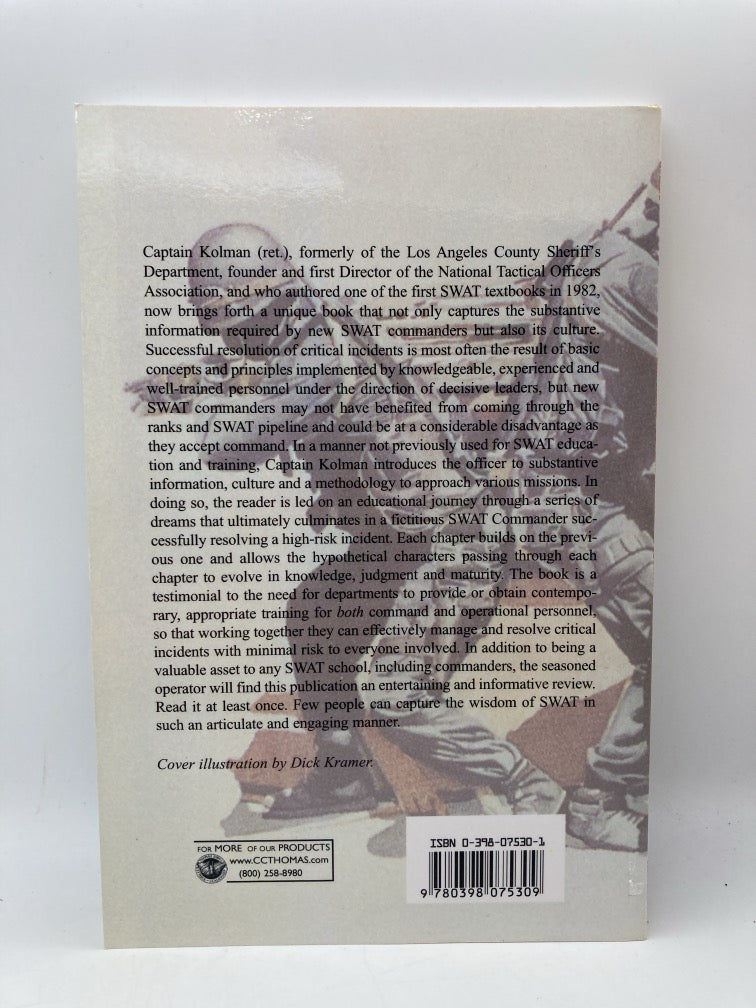 Captain Kolman (ret.), formerly of the Los Angeles County Sheriff's
Department, founder and first Director of the National Tactical Officers
Association, and who authored one of the first SWAT textbooks in 1982,
now brings forth a unique book that not only captures the substantive
information required by new SWAT commanders but also its culture.
Successful resolution of critical incidents is most often the result of basic
concepts and principles implemented by knowledgeable, experienced and
well-trained personnel under the direction of decisive leaders, but new
SWAT commanders may not have benefited from coming through the
ranks and SWAT pipeline and could be at a considerable disadvantage as
they accept command. In a manner not previously used for SWAT educa-
tion and training, Captain Kolman introduces the officer to substantive
information, culture and a methodology to approach various missions. In
doing so, the reader is led on an educational journey through a series of
dreams that ultimately culminates in a fictitious SWAT Commander suc-
cessfully resolving a high-risk incident. Each chapter builds on the previ-
ous one and allows the hypothetical characters passing through each
chapter to evolve in knowledge, judgment and maturity. The book is a
testimonial to the need for departments to provide or obtain contempo-
rary, appropriate training for both command and operational personnel,
so that working together they can effectively manage and resolve critical
incidents with minimal risk to everyone involved. In addition to being a
valuable asset to any SWAT school, including commanders, the seasoned
operator will find this publication an entertaining and informative review.
Read it at least once. Few people can capture the wisdom of SWAT in
such an articulate and engaging manner.
Cover illustration by Dick Kramer.
FOR MORE OF OUR PRODUCTS
www.CCTHOMAS.com
(800) 258-8980
ISBN 0-398-07530-1
9 780398 075309